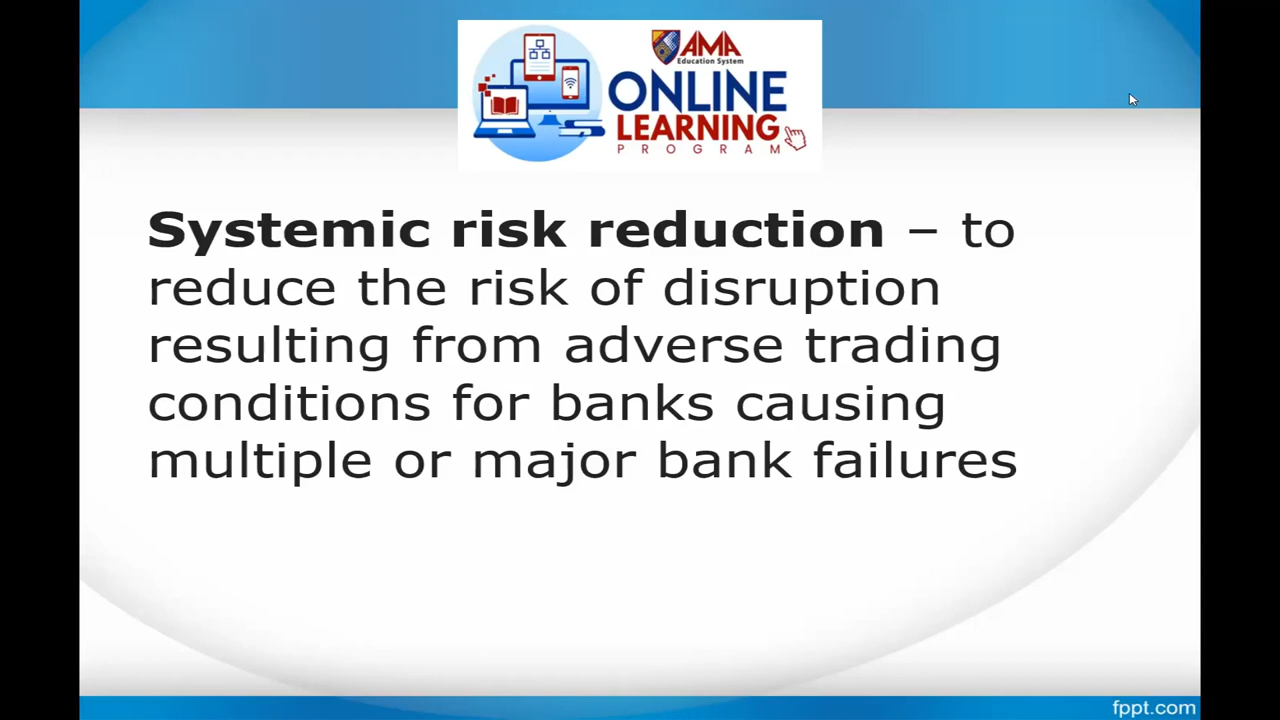 AMA
Education System
ONLINE
LEARNING
PROGRAM
Systemic risk reduction – to
reduce the risk of disruption
resulting from adverse trading
conditions for banks causing
multiple or major bank failures
fppt.com